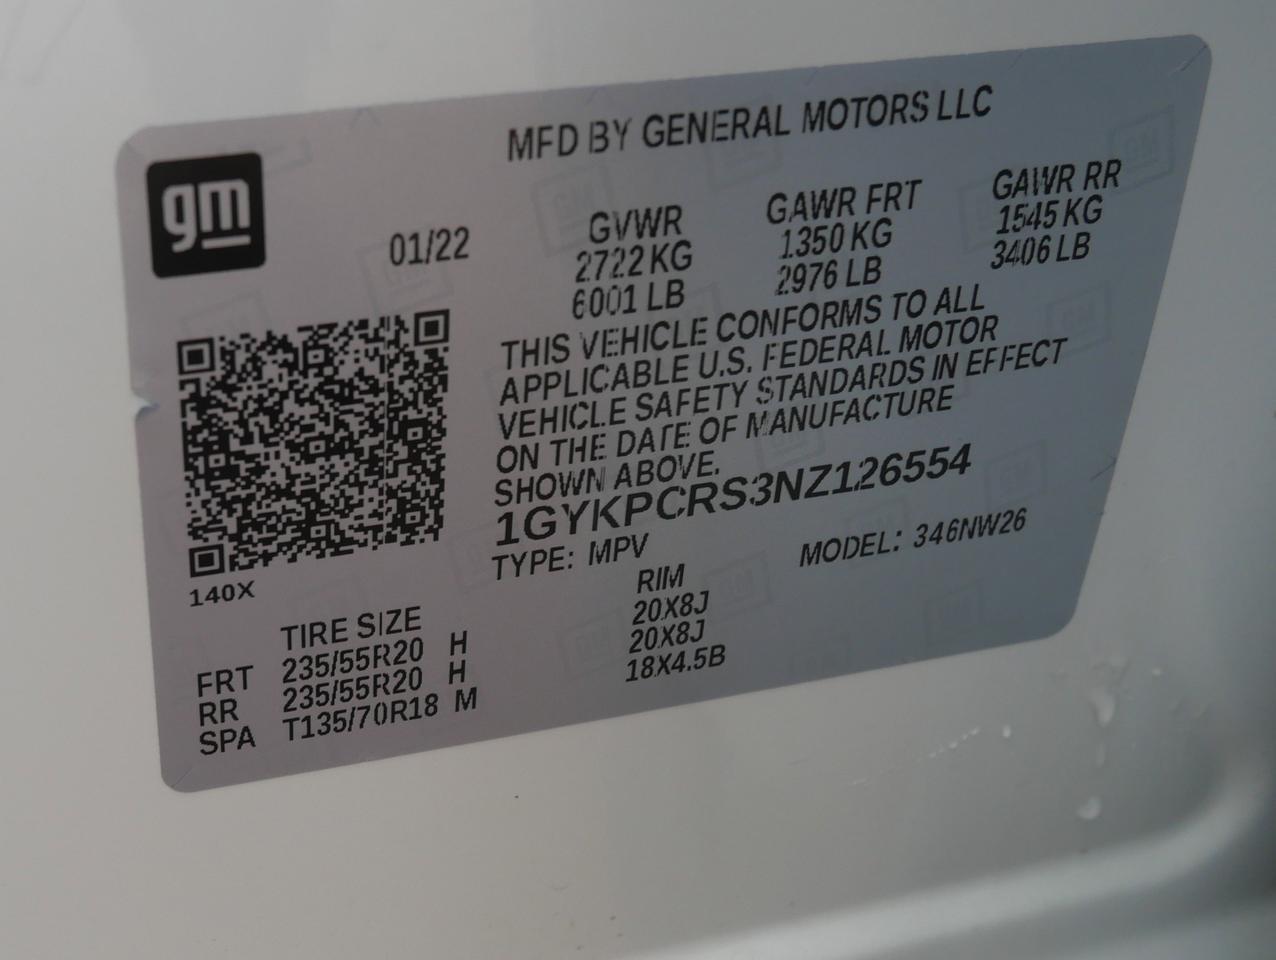 gm
MFD BY GENERAL MOTORS LLC
01/22
GVWR
2722 KG
6001 LB
GAWR FRT
1350 KG
2976 LB
GAWR RR
1545 KG
3406 LB
THIS VEHICLE CONFORMS TO ALL
APPLICABLE U.S. FEDERAL MOTOR
VEHICLE SAFETY STANDARDS IN EFFECT
ON THE DATE OF MANUFACTURE
SHOWN ABOVE.
1GYKPCRS3NZ126554
TYPE: MPV MODEL: 346NW26
140X
TIRE SIZE RIM
FRT 235/55R20 H 20X8J
RR 235/55R20 H 20X8J
SPA T135/70R18 M 18X4.5B